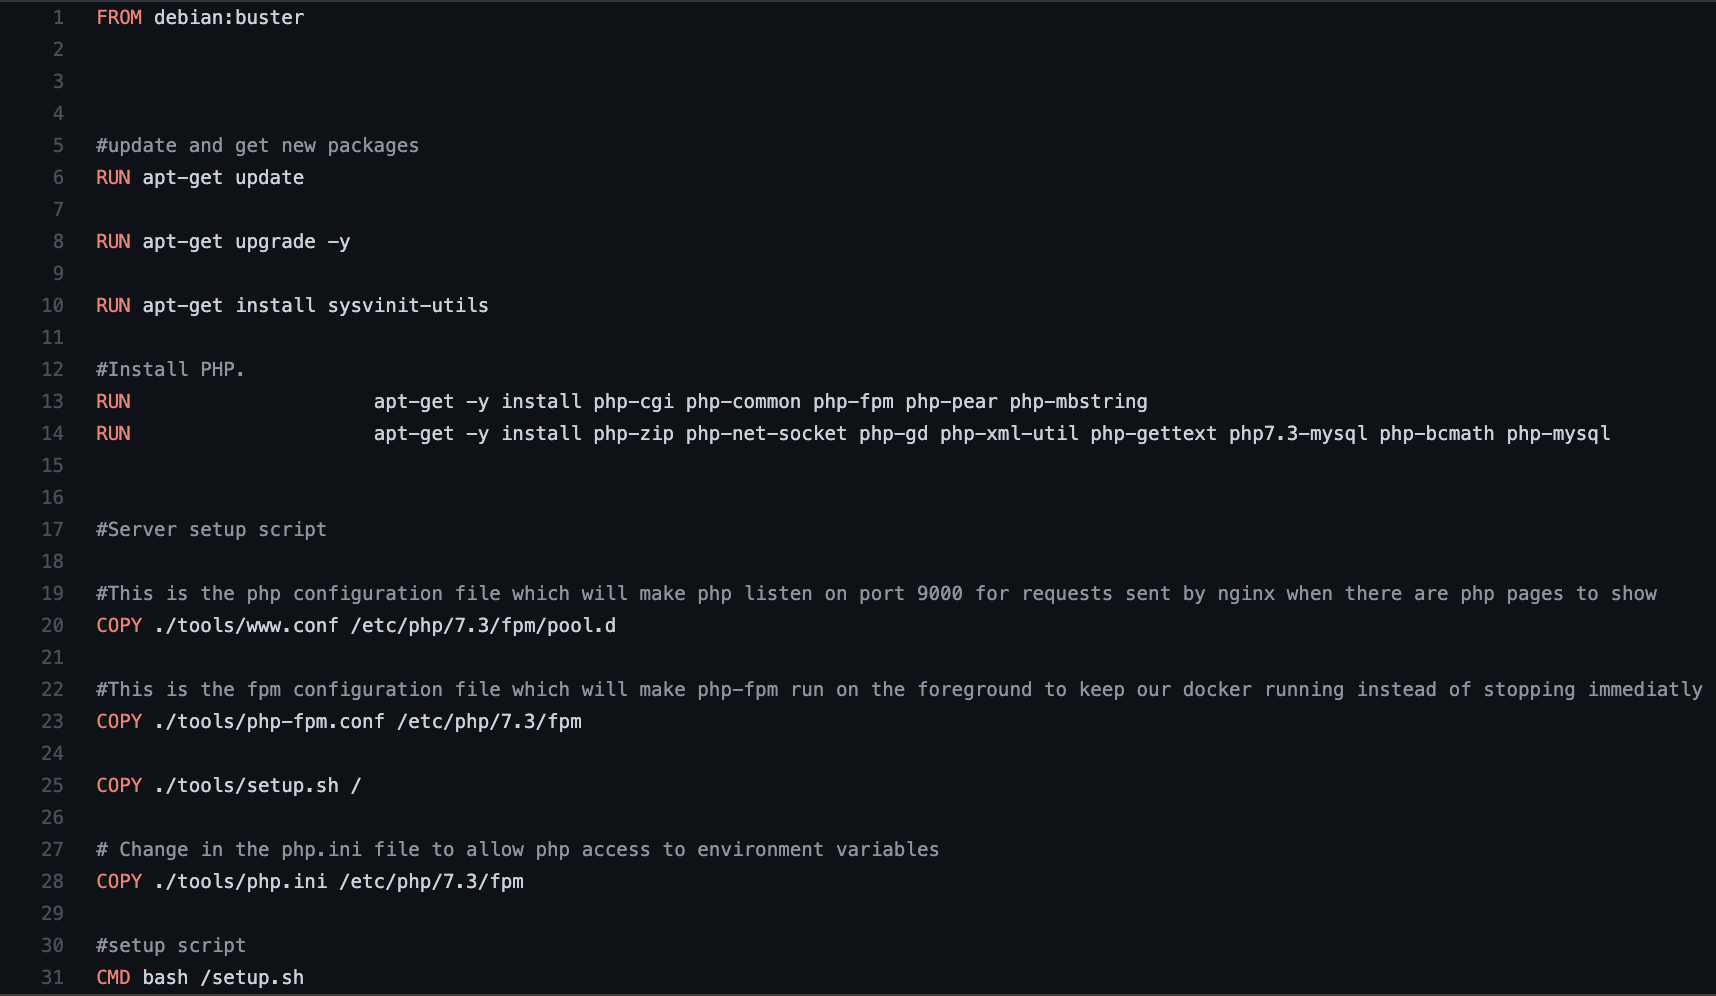 1 FROM debian:buster
2
3
4
5 #update and get new packages
6 RUN apt-get update
7
8 RUN apt-get upgrade -y
9
10 RUN apt-get install sysvinit-utils
11
12 #Install PHP.
13 RUN apt-get -y install php-cgi php-common php-fpm php-pear php-mbstring
14 RUN apt-get -y install php-zip php-net-socket php-gd php-xml-util php-gettext php7.3-mysql php-bcmath php-mysql
15
16
17 #Server setup script
18
19 #This is the php configuration file which will make php listen on port 9000 for requests sent by nginx when there are php pages to show
20 COPY ./tools/www.conf /etc/php/7.3/fpm/pool.d
21
22 #This is the fpm configuration file which will make php-fpm run on the foreground to keep our docker running instead of stopping immediatly
23 COPY ./tools/php-fpm.conf /etc/php/7.3/fpm
24
25 COPY ./tools/setup.sh /
26
27 # Change in the php.ini file to allow php access to environment variables
28 COPY ./tools/php.ini /etc/php/7.3/fpm
29
30 #setup script
31 CMD bash /setup.sh